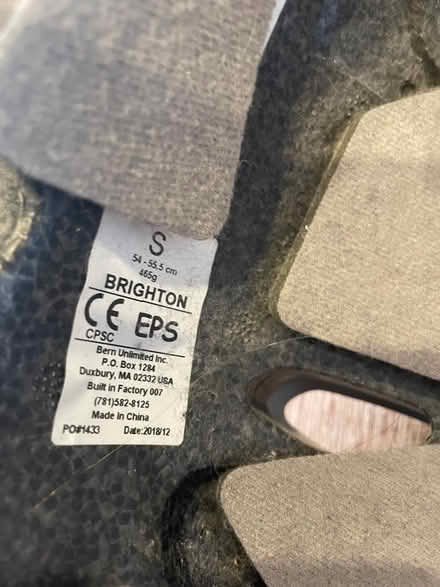 S
54 - 55.5 cm
465g
BRIGHTON
CE EPS
CPSC
Bern Unlimited Inc.
P.O. Box 1284
Duxbury, MA 02332 USA
Built in Factory 007
(781)582-8125
Made in China
PO#1433 Date:2018/12